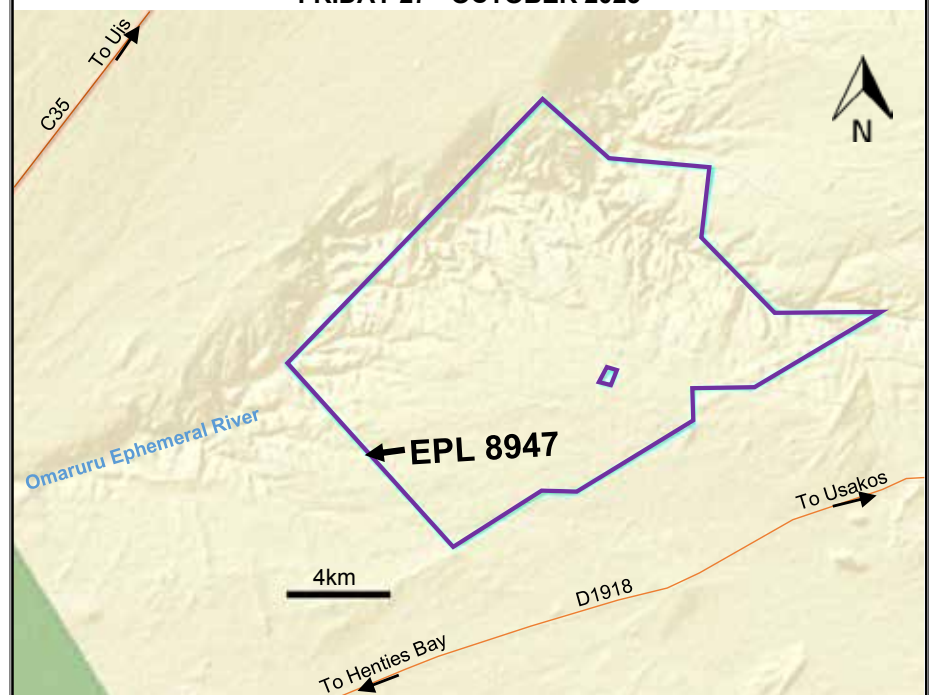 To Uis
C35
N
Omaruru Ephemeral River
EPL 8947
To Usakos
4km
D1918
To Henties Bay